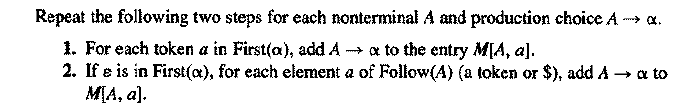 Repeat the following two steps for each nonterminal A and production choice A → α.
1. For each token a in First(α), add A → α to the entry M[A, a].
2. If ε is in First(α), for each element a of Follow(A) (a token or $), add A → α to
M[A, a].